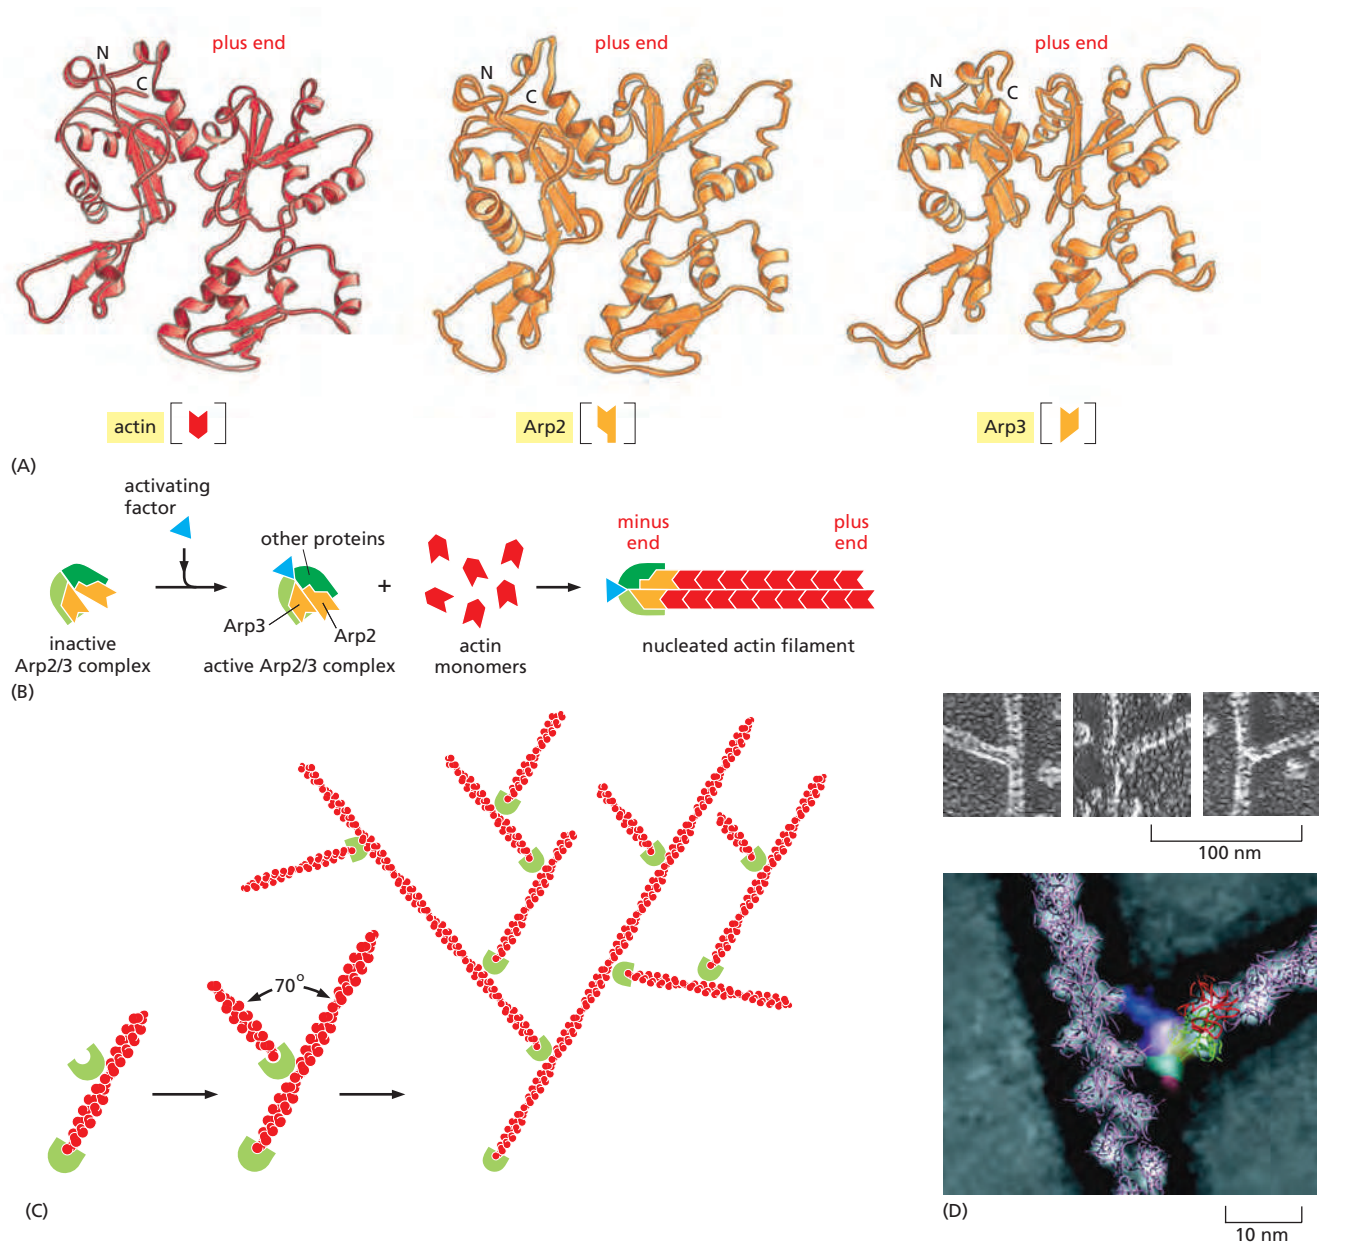 plus end
plus end
plus end
N
C
N
C
N
C
actin
Arp2
Arp3
(A)
activating
factor
other proteins
minus
end
plus
end
+
Arp3
Arp2
inactive
Arp2/3 complex
active Arp2/3 complex
actin
monomers
nucleated actin filament
(B)
100 nm
70°
(C)
(D)
10 nm